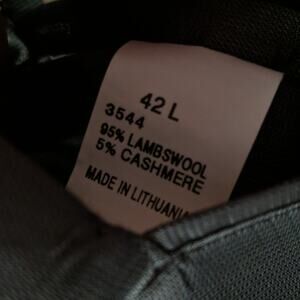 42 L
3544
95% LAMBSWOOL
5% CASHMERE
MADE IN LITHUANIA